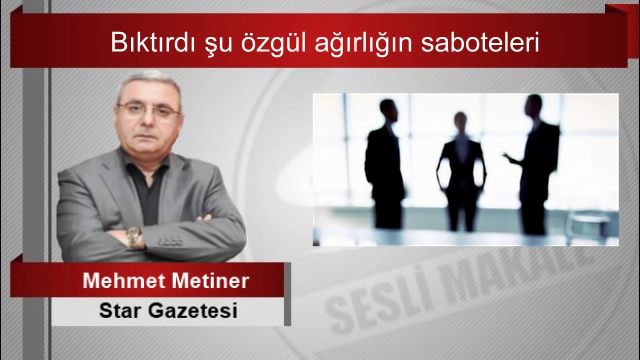 Bıktırdı şu özgül ağırlığın saboteleri
Mehmet Metiner
Star Gazetesi
SESLİ MAKALE